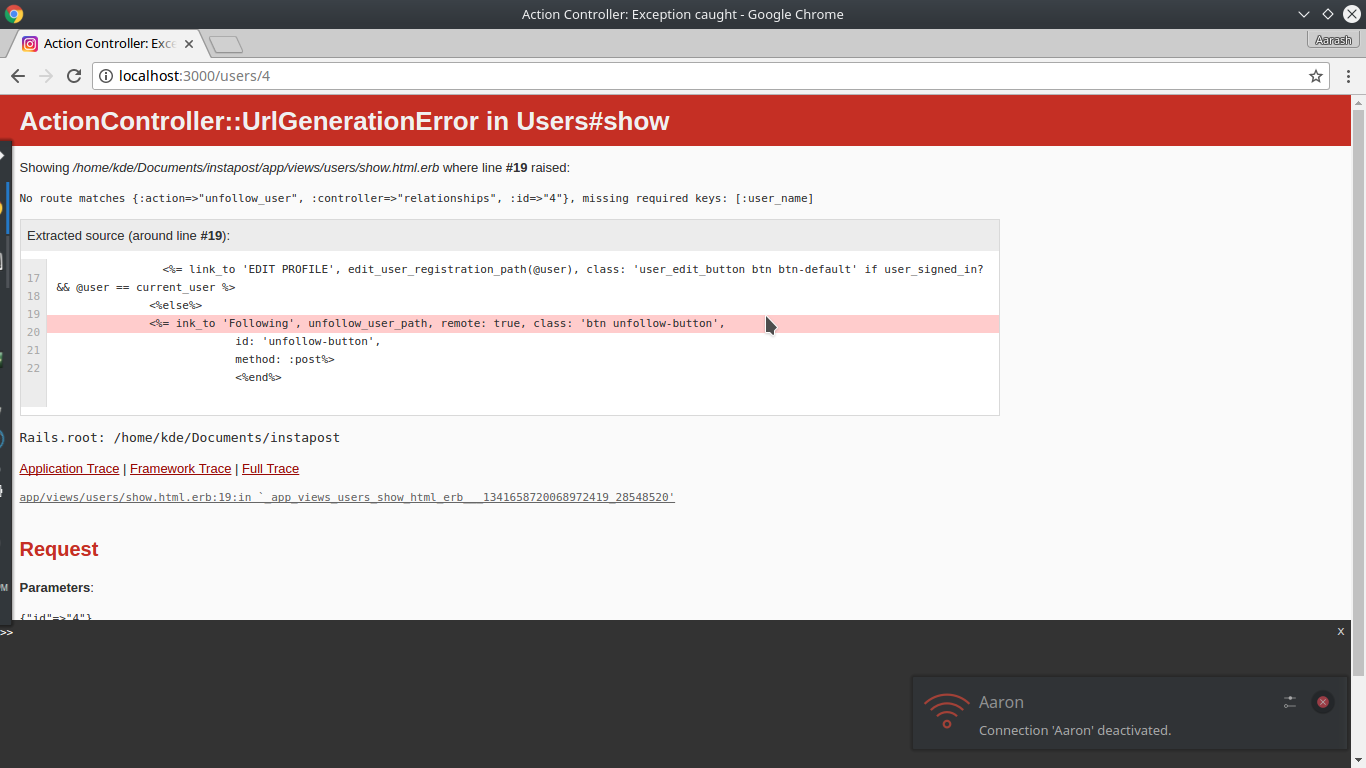 Action Controller: Exception caught - Google Chrome
Action Controller: Exce
Aarash
localhost:3000/users/4
ActionController::UrlGenerationError in Users#show
Showing /home/kde/Documents/instapost/app/views/users/show.html.erb where line #19 raised:
No route matches {:action=>"unfollow_user", :controller=>"relationships", :id=>"4"}, missing required keys: [:user_name]
Extracted source (around line #19):
<%= link_to 'EDIT PROFILE', edit_user_registration_path(@user), class: 'user_edit_button btn btn-default' if user_signed_in?
17
&& @user == current_user %>
18
<%else%>
19
<%= ink_to 'Following', unfollow_user_path, remote: true, class: 'btn unfollow-button',
20
id: 'unfollow-button',
21
method: :post%>
22
<%end%>
Rails.root: /home/kde/Documents/instapost
Application Trace | Framework Trace | Full Trace
app/views/users/show.html.erb:19:in `_app_views_users_show_html_erb___1341658720068972419_28548520'
Request
Parameters:
{"id"=>"4"}
>>
x
Aaron
Connection 'Aaron' deactivated.